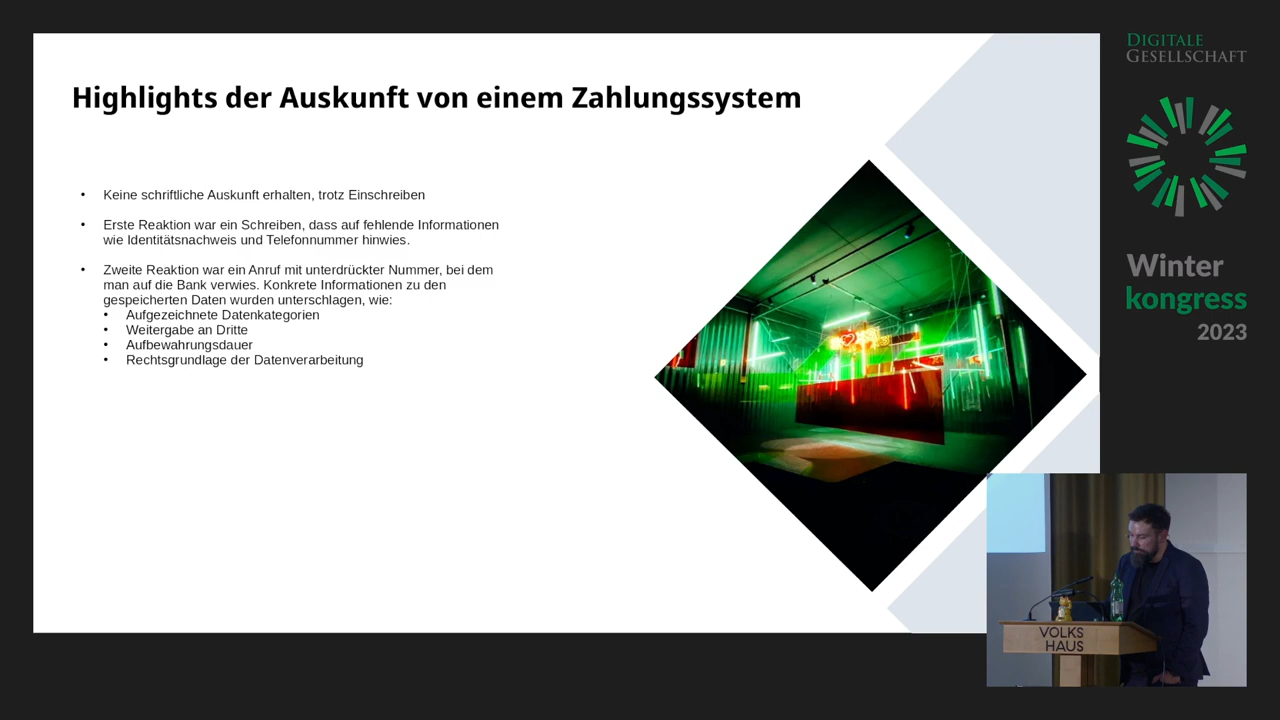 Highlights der Auskunft von einem Zahlungssystem
• Keine schriftliche Auskunft erhalten, trotz Einschreiben
• Erste Reaktion war ein Schreiben, dass auf fehlende Informationen
wie Identitätsnachweis und Telefonnummer hinwies.
• Zweite Reaktion war ein Anruf mit unterdrückter Nummer, bei dem
man auf die Bank verwies. Konkrete Informationen zu den
gespeicherten Daten wurden unterschlagen, wie:
• Aufgezeichnete Datenkategorien
• Weitergabe an Dritte
• Aufbewahrungsdauer
• Rechtsgrundlage der Datenverarbeitung
DIGITALE
GESELLSCHAFT
Winter
kongress
2023
VOLKS
HAUS